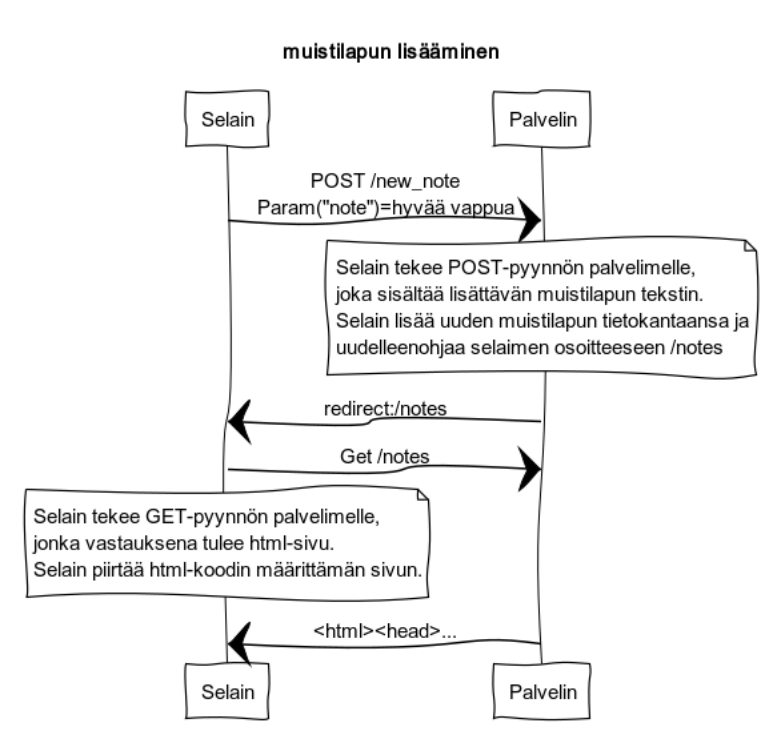 muistilapun lisääminen
Selain
Palvelin
POST /new_note
Param("note")=hyvää vappua
Selain tekee POST-pyynnön palvelimelle,
joka sisältää lisättävän muistilapun tekstin.
Selain lisää uuden muistilapun tietokantaansa ja
uudelleenohjaa selaimen osoitteeseen /notes
redirect:/notes
Get /notes
Selain tekee GET-pyynnön palvelimelle,
jonka vastauksena tulee html-sivu.
Selain piirtää html-koodin määrittämän sivun.
<html><head>...
Selain
Palvelin